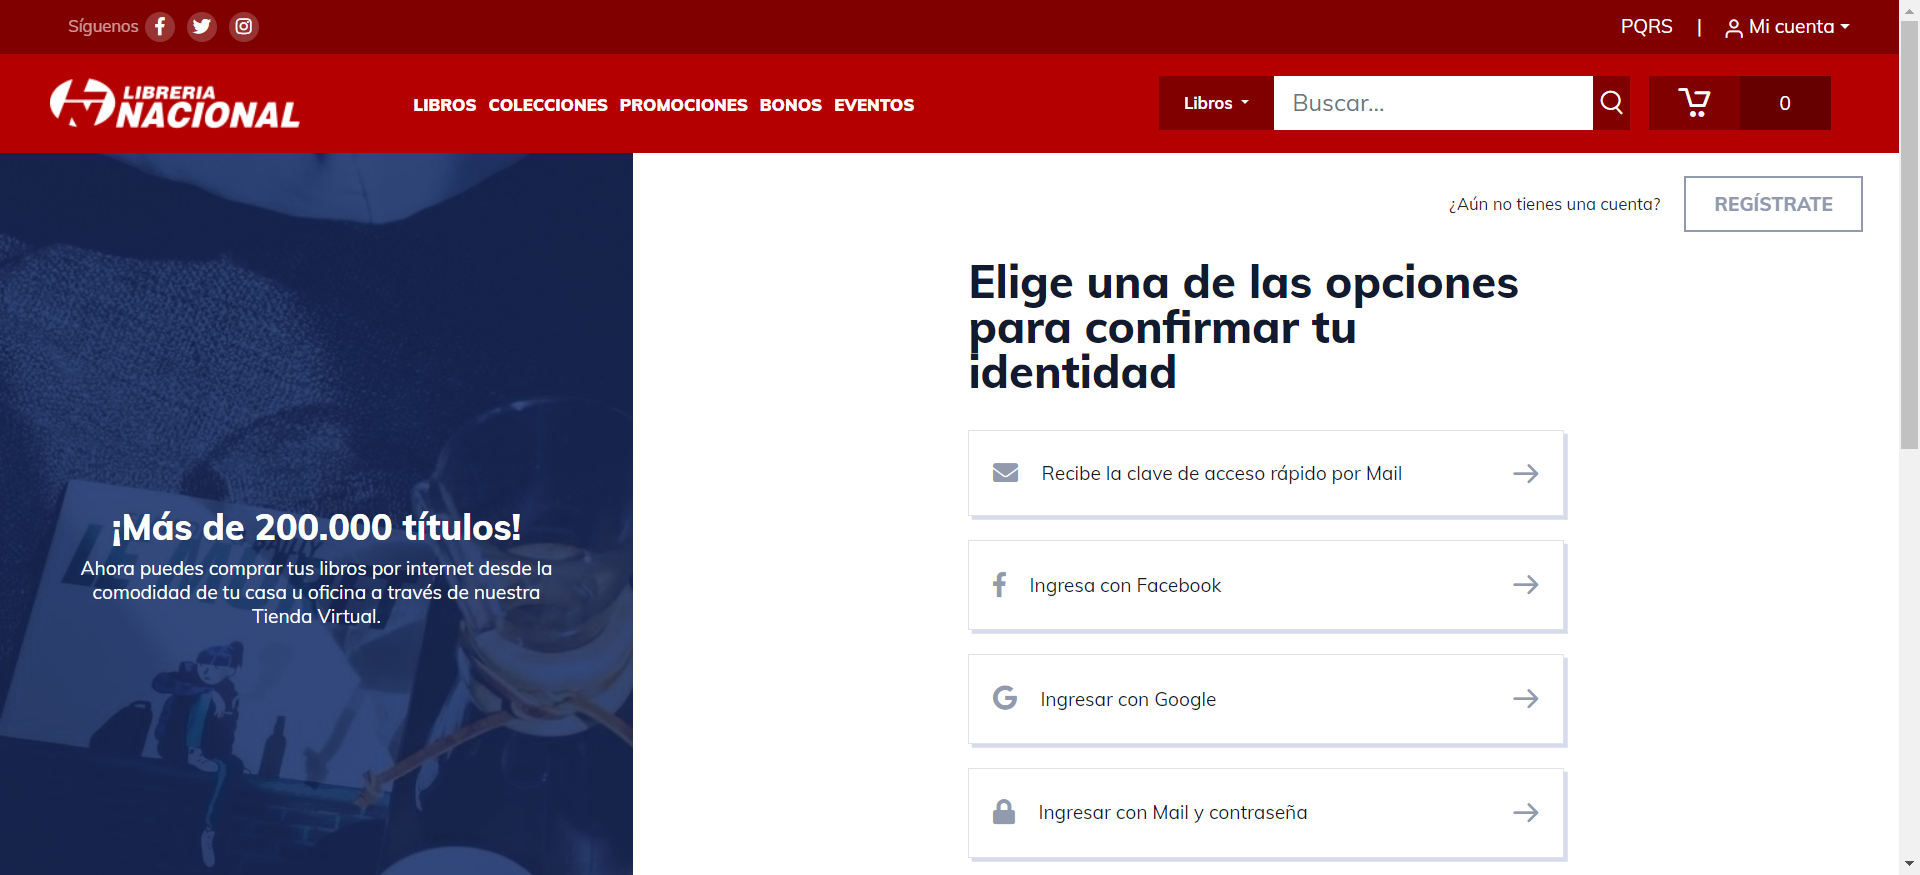 Síguenos
PQRS | Mi cuenta
LIBRERIA
NACIONAL
LIBROS COLECCIONES PROMOCIONES BONOS EVENTOS
Libros
Buscar...
0
¿Aún no tienes una cuenta? REGÍSTRATE
Elige una de las opciones
para confirmar tu
identidad
Recibe la clave de acceso rápido por Mail
Ingresa con Facebook
Ingresar con Google
Ingresar con Mail y contraseña
¡Más de 200.000 títulos!
Ahora puedes comprar tus libros por internet desde la
comodidad de tu casa u oficina a través de nuestra
Tienda Virtual.